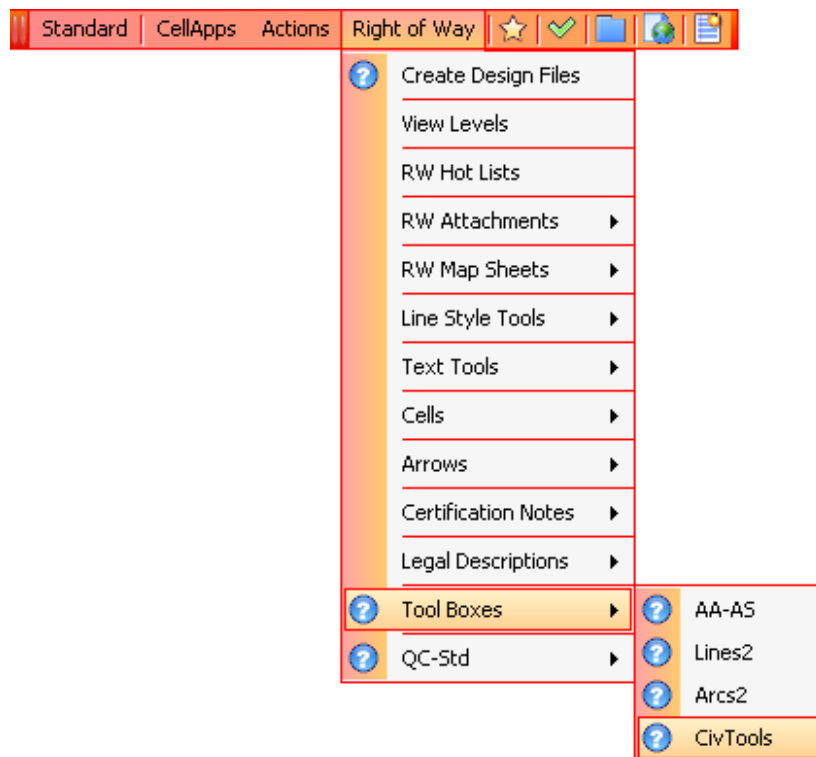 Standard CellApps Actions Right of Way
Create Design Files
View Levels
RW Hot Lists
RW Attachments
RW Map Sheets
Line Style Tools
Text Tools
Cells
Arrows
Certification Notes
Legal Descriptions
Tool Boxes
QC-Std
AA-AS
Lines2
Arcs2
CivTools